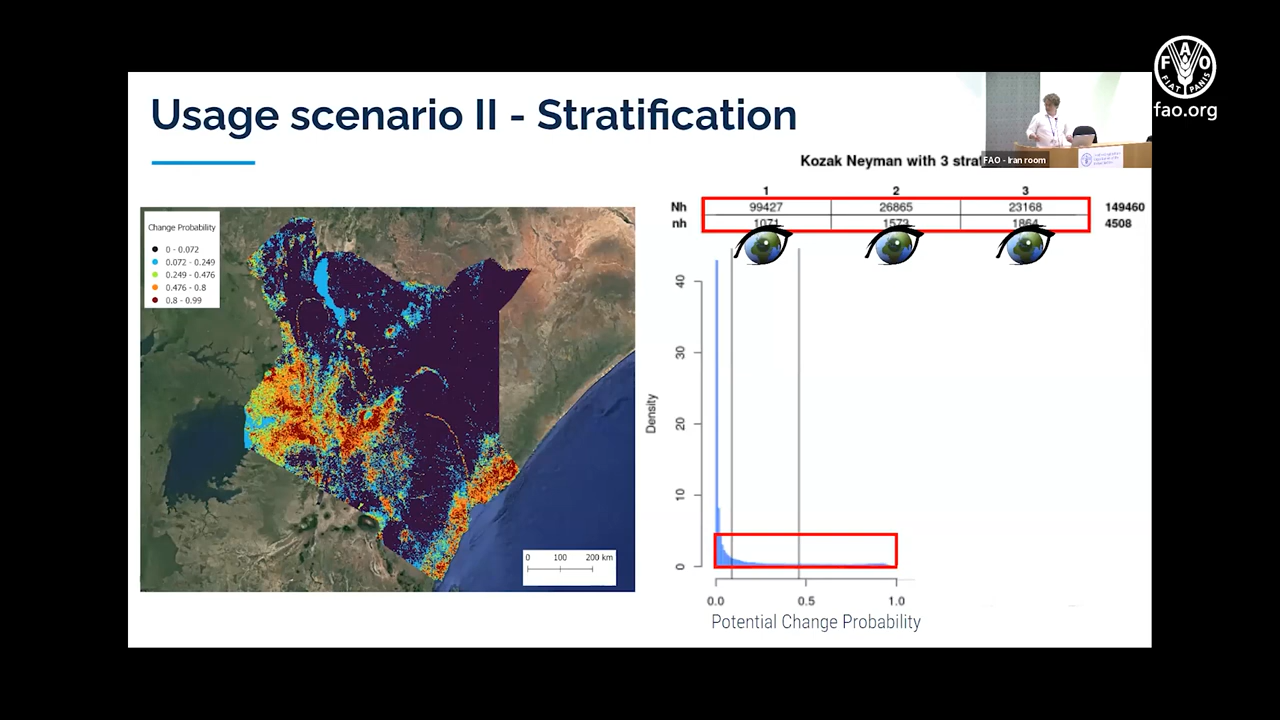 Usage scenario II - Stratification
FAO - Iran room
FAO
FIAT PANIS
fao.org
Kozak Neyman with 3
1 2 3
Nh 99427 26865 23168 149460
nh 1071 1573 1864 4508
Change Probability
0 - 0.072
0.072 - 0.249
0.249 - 0.476
0.476 - 0.8
0.8 - 0.99
0 100 200 km
Density
40
30
20
10
0
0.0 0.5 1.0
Potential Change Probability